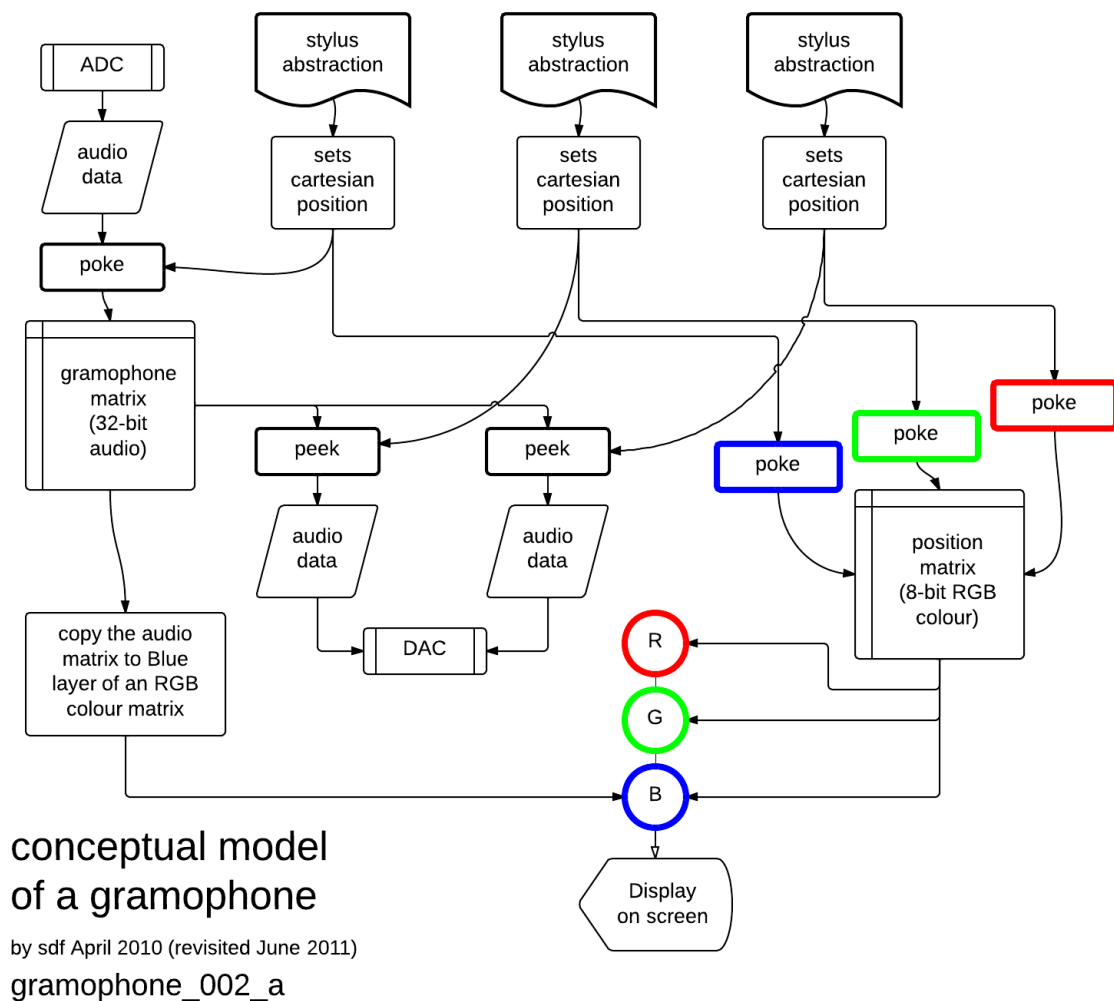 ADC
stylus
abstraction
stylus
abstraction
stylus
abstraction
audio
data
sets
cartesian
position
sets
cartesian
position
sets
cartesian
position
poke
gramophone
matrix
(32-bit
audio)
peek
peek
poke
poke
poke
audio
data
audio
data
position
matrix
(8-bit RGB
colour)
copy the audio
matrix to Blue
layer of an RGB
colour matrix
DAC
R
G
B
Display
on screen
conceptual model
of a gramophone
by sdf April 2010 (revisited June 2011)
gramophone_002_a